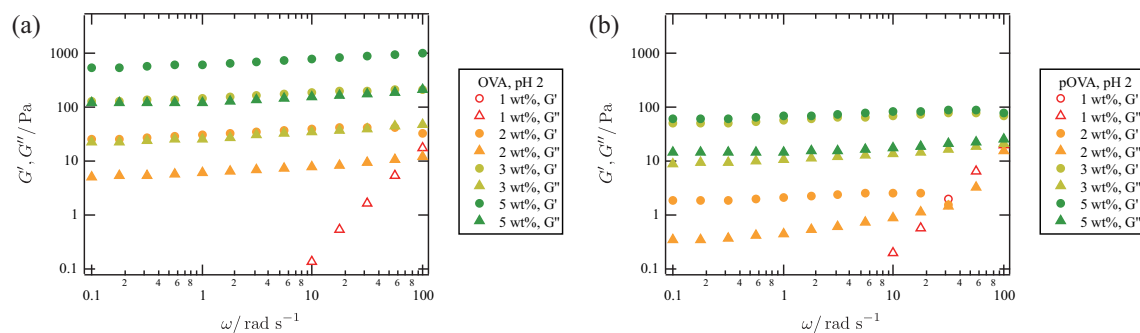 (a)
G′, G″ / Pa
1000
100
10
1
0.1
0.1 2 4 6 8 1 2 4 6 8 10 2 4 6 8 100
ω/ rad s⁻¹
OVA, pH 2
1 wt%, G'
1 wt%, G"
2 wt%, G'
2 wt%, G"
3 wt%, G'
3 wt%, G"
5 wt%, G'
5 wt%, G"
(b)
G′, G″ / Pa
1000
100
10
1
0.1
0.1 2 4 6 8 1 2 4 6 8 10 2 4 6 8 100
ω/ rad s⁻¹
pOVA, pH 2
1 wt%, G'
1 wt%, G"
2 wt%, G'
2 wt%, G"
3 wt%, G'
3 wt%, G"
5 wt%, G'
5 wt%, G"